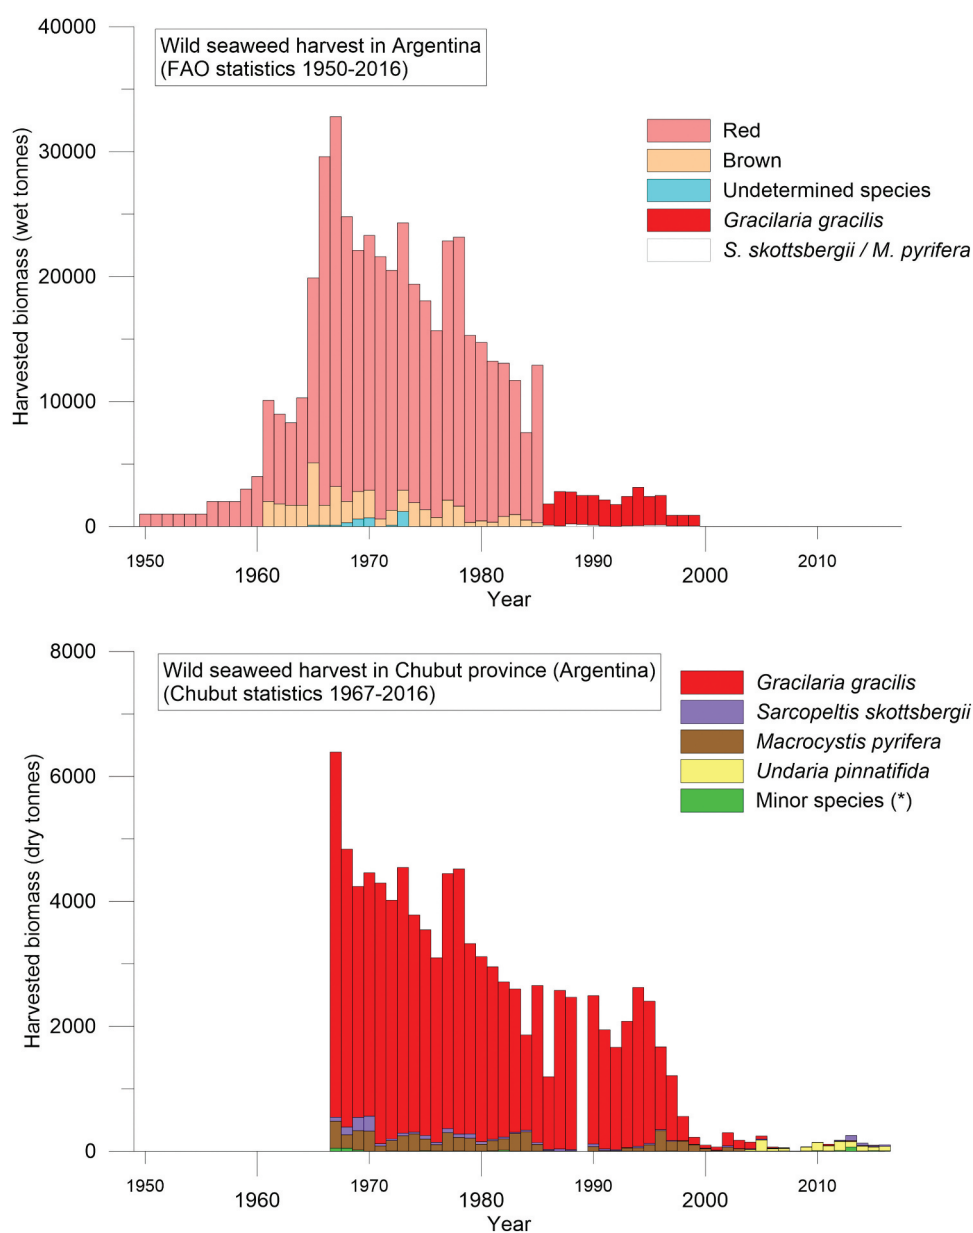 40000
Wild seaweed harvest in Argentina
(FAO statistics 1950-2016)
30000
20000
10000
0
Harvested biomass (wet tonnes)
Red
Brown
Undetermined species
Gracilaria gracilis
S. skottsbergii / M. pyrifera
1950
1960
1970
1980
1990
2000
2010
Year
8000
Wild seaweed harvest in Chubut province (Argentina)
(Chubut statistics 1967-2016)
6000
4000
2000
0
Harvested biomass (dry tonnes)
Gracilaria gracilis
Sarcopeltis skottsbergii
Macrocystis pyrifera
Undaria pinnatifida
Minor species (*)
1950
1960
1970
1980
1990
2000
2010
Year